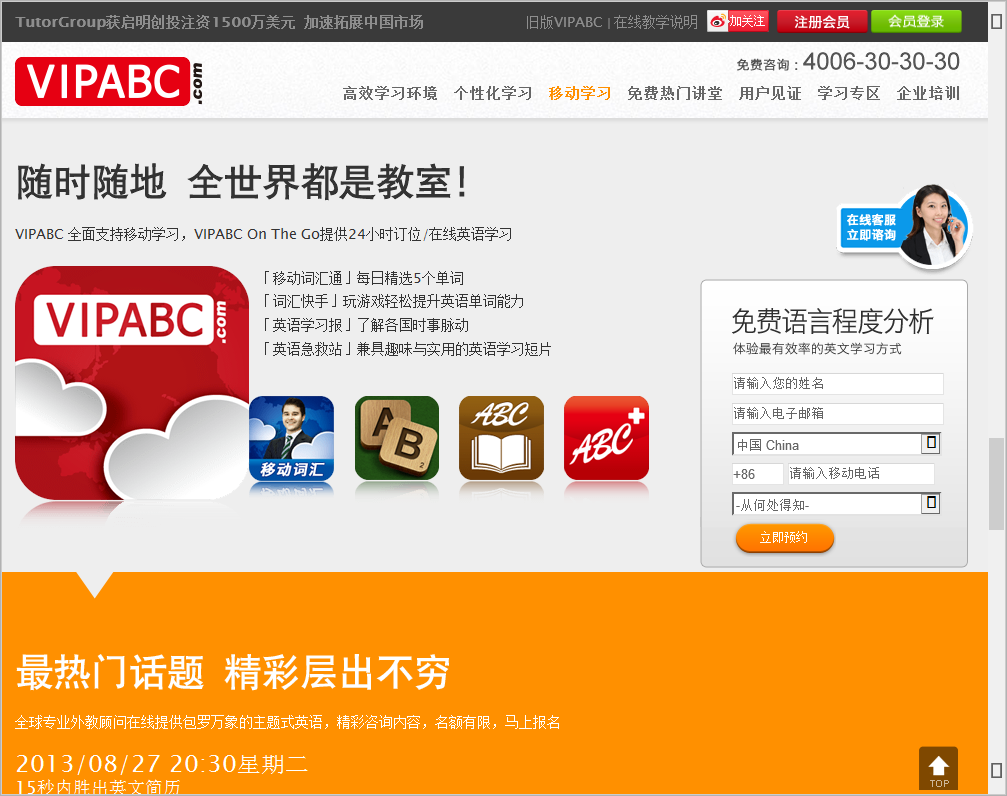 TutorGroup获启明创投注资1500万美元 加速拓展中国市场
旧版VIPABC | 在线教学说明 加关注 注册会员 会员登录
VIPABC.com
免费咨询：4006-30-30-30
高效学习环境 个性化学习 移动学习 免费热门讲堂 用户见证 学习专区 企业培训
随时随地 全世界都是教室！
VIPABC 全面支持移动学习，VIPABC On The Go提供24小时订位/在线英语学习
在线客服
立即谘询
VIPABC.com
「移动词汇通」每日精选5个单词
「词汇快手」玩游戏轻松提升英语单词能力
「英语学习报」了解各国时事脉动
「英语急救站」兼具趣味与实用的英语学习短片
移动词汇
A B 2
ABC
ABC
免费语言程度分析
体验最有效率的英文学习方式
请输入您的姓名
请输入电子邮箱
中国 China
+86 请输入移动电话
-从何处得知-
立即预约
最热门话题 精彩层出不穷
全球专业外教顾问在线提供包罗万象的主题式英语，精彩咨询内容，名额有限，马上报名
2013/08/27 20:30星期二
15秒内胜出英文简历
TOP